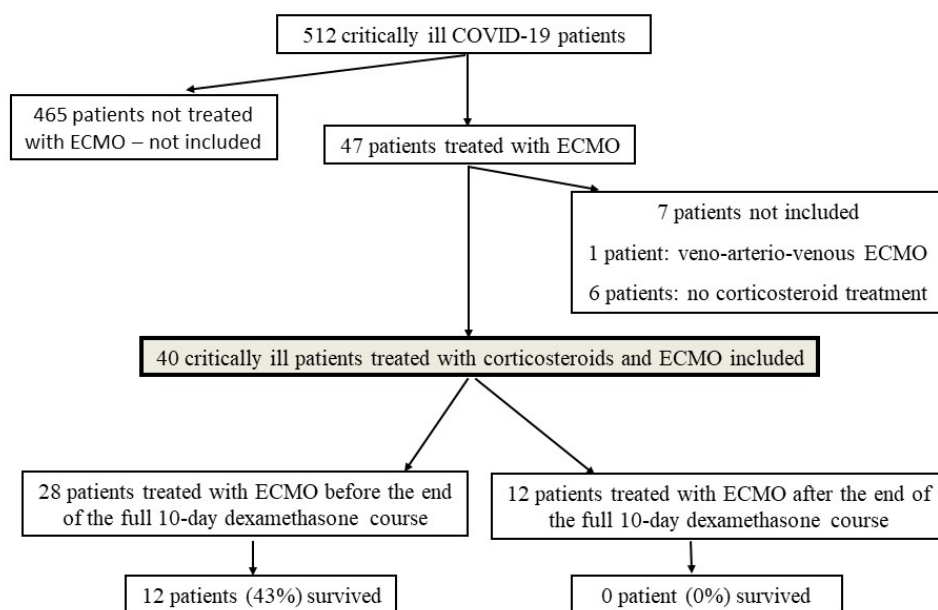 512 critically ill COVID-19 patients
465 patients not treated
with ECMO – not included
47 patients treated with ECMO
7 patients not included
1 patient: veno-arterio-venous ECMO
6 patients: no corticosteroid treatment
40 critically ill patients treated with corticosteroids and ECMO included
28 patients treated with ECMO before the end
of the full 10-day dexamethasone course
12 patients treated with ECMO after the end of
the full 10-day dexamethasone course
12 patients (43%) survived
0 patient (0%) survived